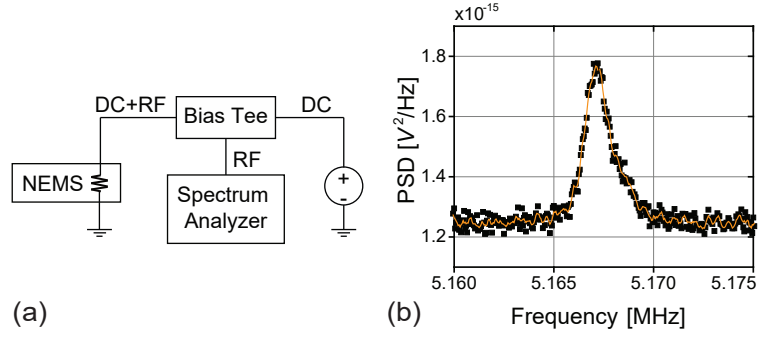 DC+RF
Bias Tee
DC
RF
NEMS
Spectrum
Analyzer
+
-
(a)
x10⁻¹⁵
1.8
1.6
1.4
1.2
PSD [V²/Hz]
5.160
5.165
5.170
5.175
Frequency [MHz]
(b)